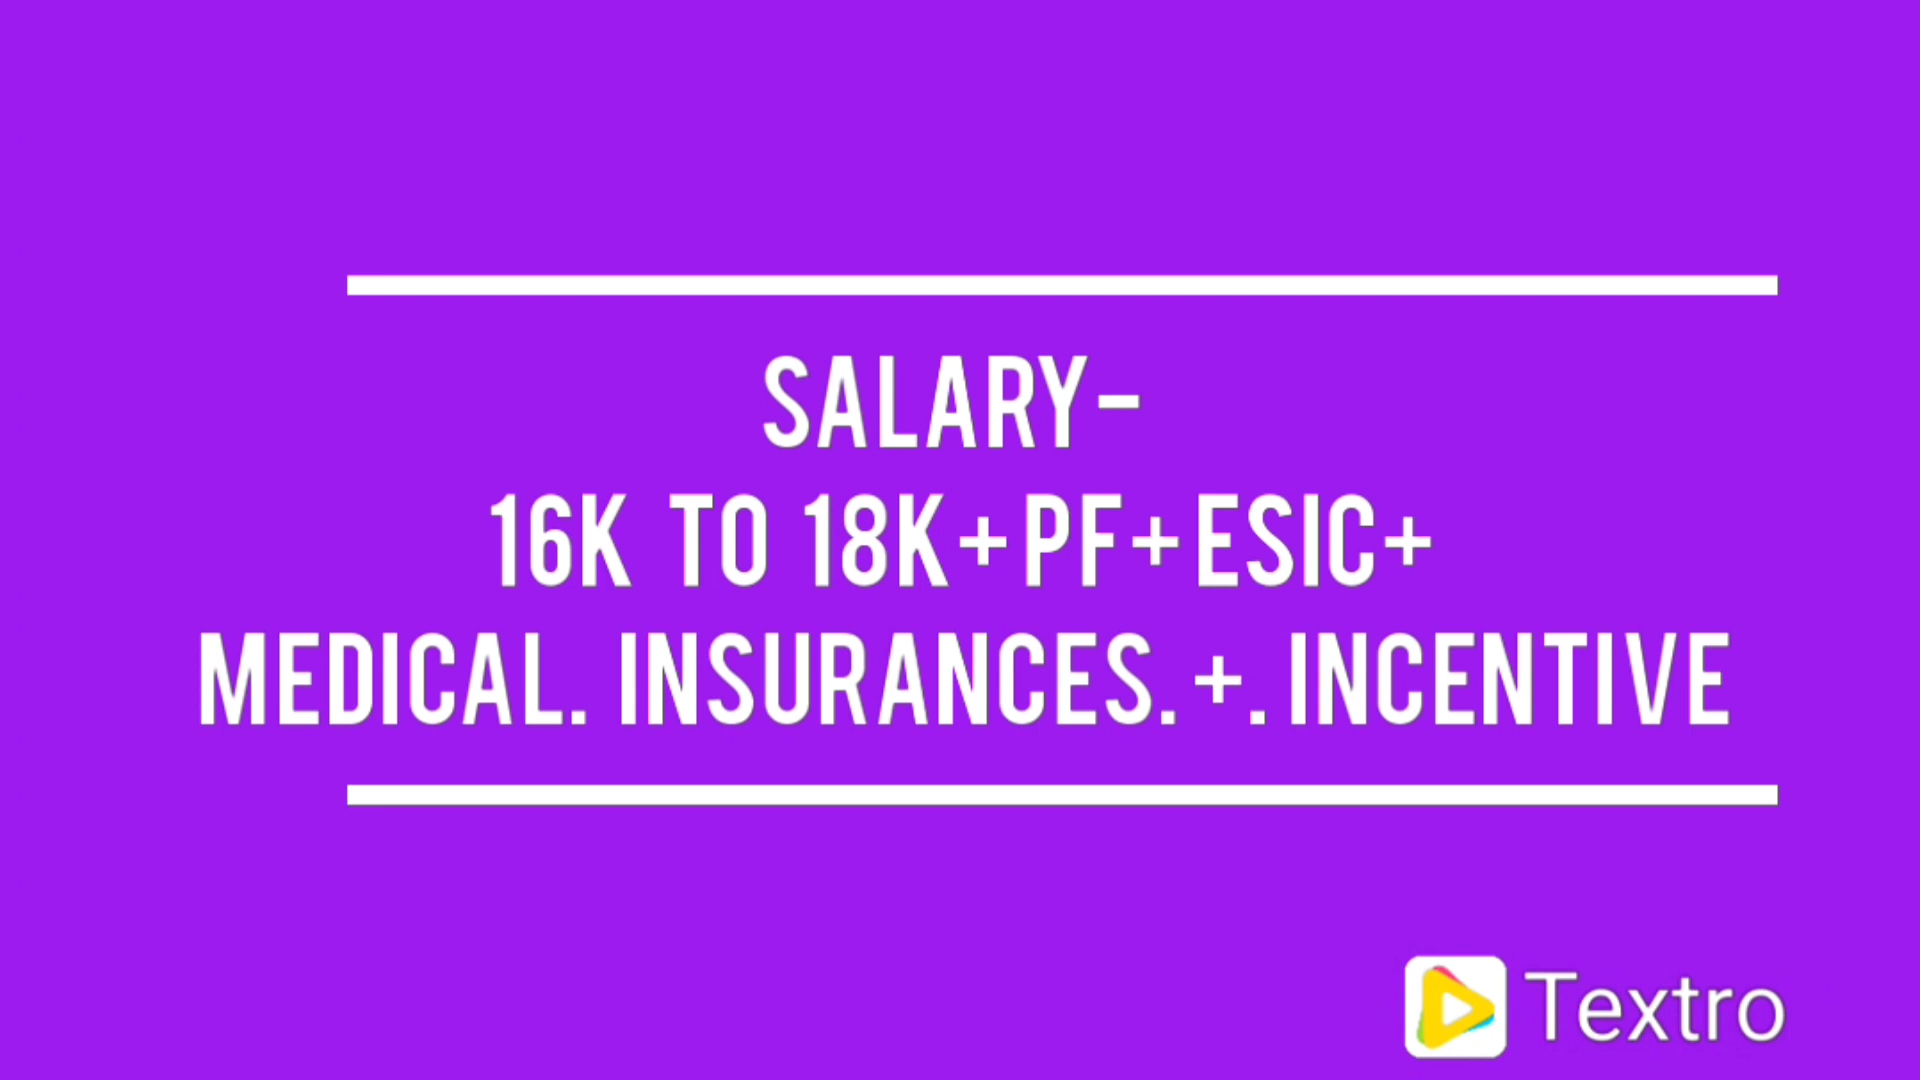 SALARY-
16K TO 18K+PF+ESIC+
MEDICAL. INSURANCES.+.INCENTIVE
Textro